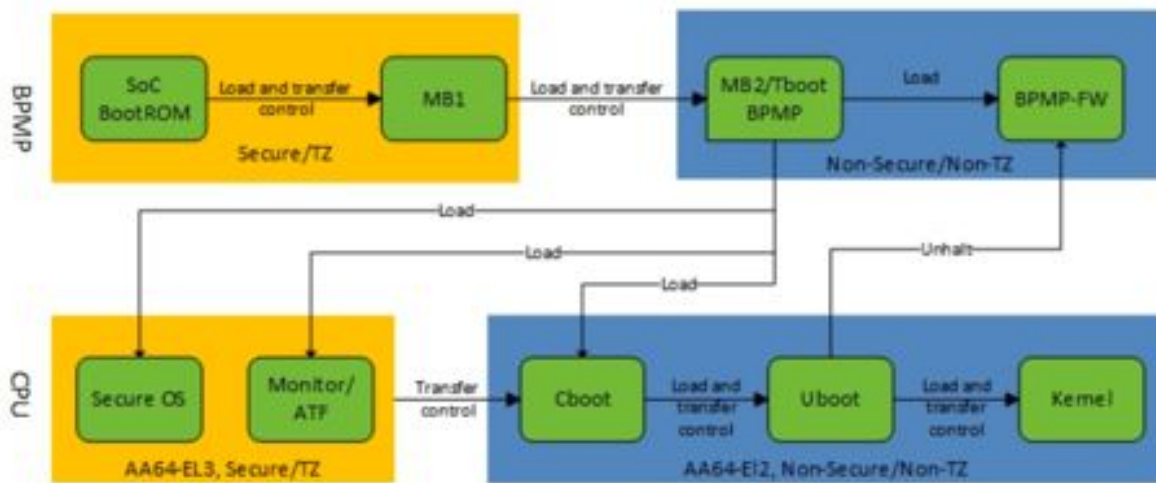 BPMP
SoC
BootROM
Load and transfer
control
MB1
Secure/TZ
Load and transfer
control
MB2/Tboot
BPMP
Load
BPMP-FW
Non-Secure/Non-TZ
Load
Load
Load
Unhalt
CPU
Secure OS
Monitor/
ATF
AA64-EL3, Secure/TZ
Transfer
control
Cboot
Load and
transfer
control
Uboot
Load and
transfer
control
Kernel
AA64-El2, Non-Secure/Non-TZ